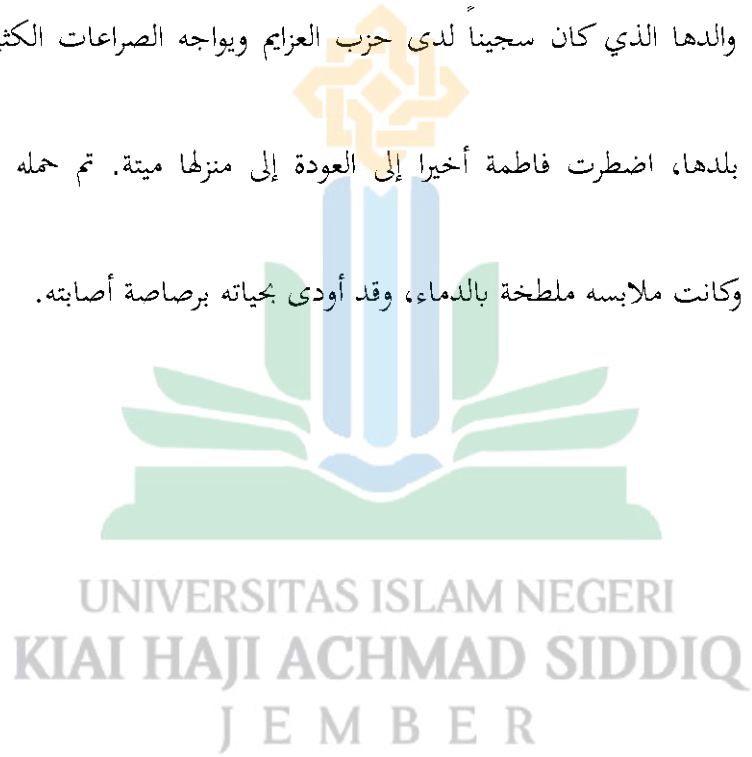 والدها الذي كان سجيناً لدى حزب العزايم ويواجه الصراعات
بلدها، اضطرت فاطمة أخيرا إلى العودة إلى منزلها ميتة. تم حمله
وكانت ملابسه ملطخة بالدماء، وقد أودى بحياته برصاصة أصابته.
UNIVERSITAS ISLAM NEGERI
KIAI HAJI ACHMAD SIDDIQ
JEMBER